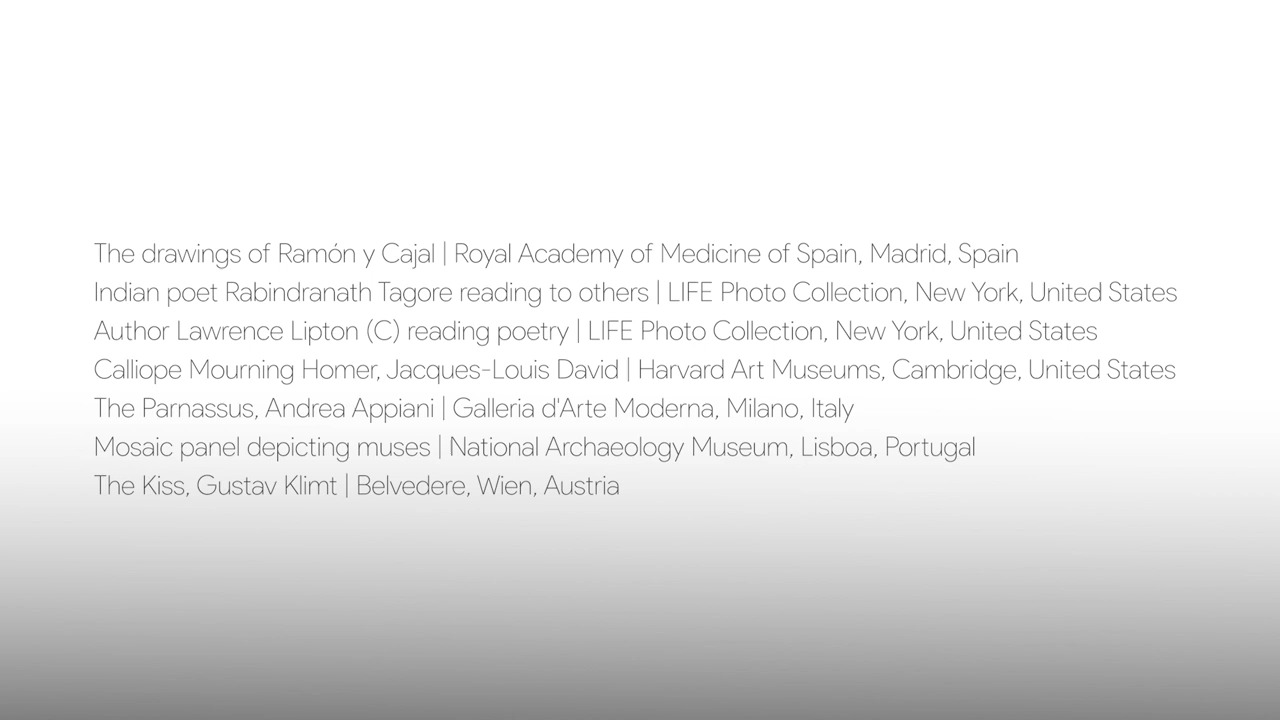 The drawings of Ramón y Cajal | Royal Academy of Medicine of Spain, Madrid, Spain
Indian poet Rabindranath Tagore reading to others | LIFE Photo Collection, New York, United States
Author Lawrence Lipton (C) reading poetry | LIFE Photo Collection, New York, United States
Calliope Mourning Homer, Jacques-Louis David | Harvard Art Museums, Cambridge, United States
The Parnassus, Andrea Appiani | Galleria d'Arte Moderna, Milano, Italy
Mosaic panel depicting muses | National Archaeology Museum, Lisboa, Portugal
The Kiss, Gustav Klimt | Belvedere, Wien, Austria